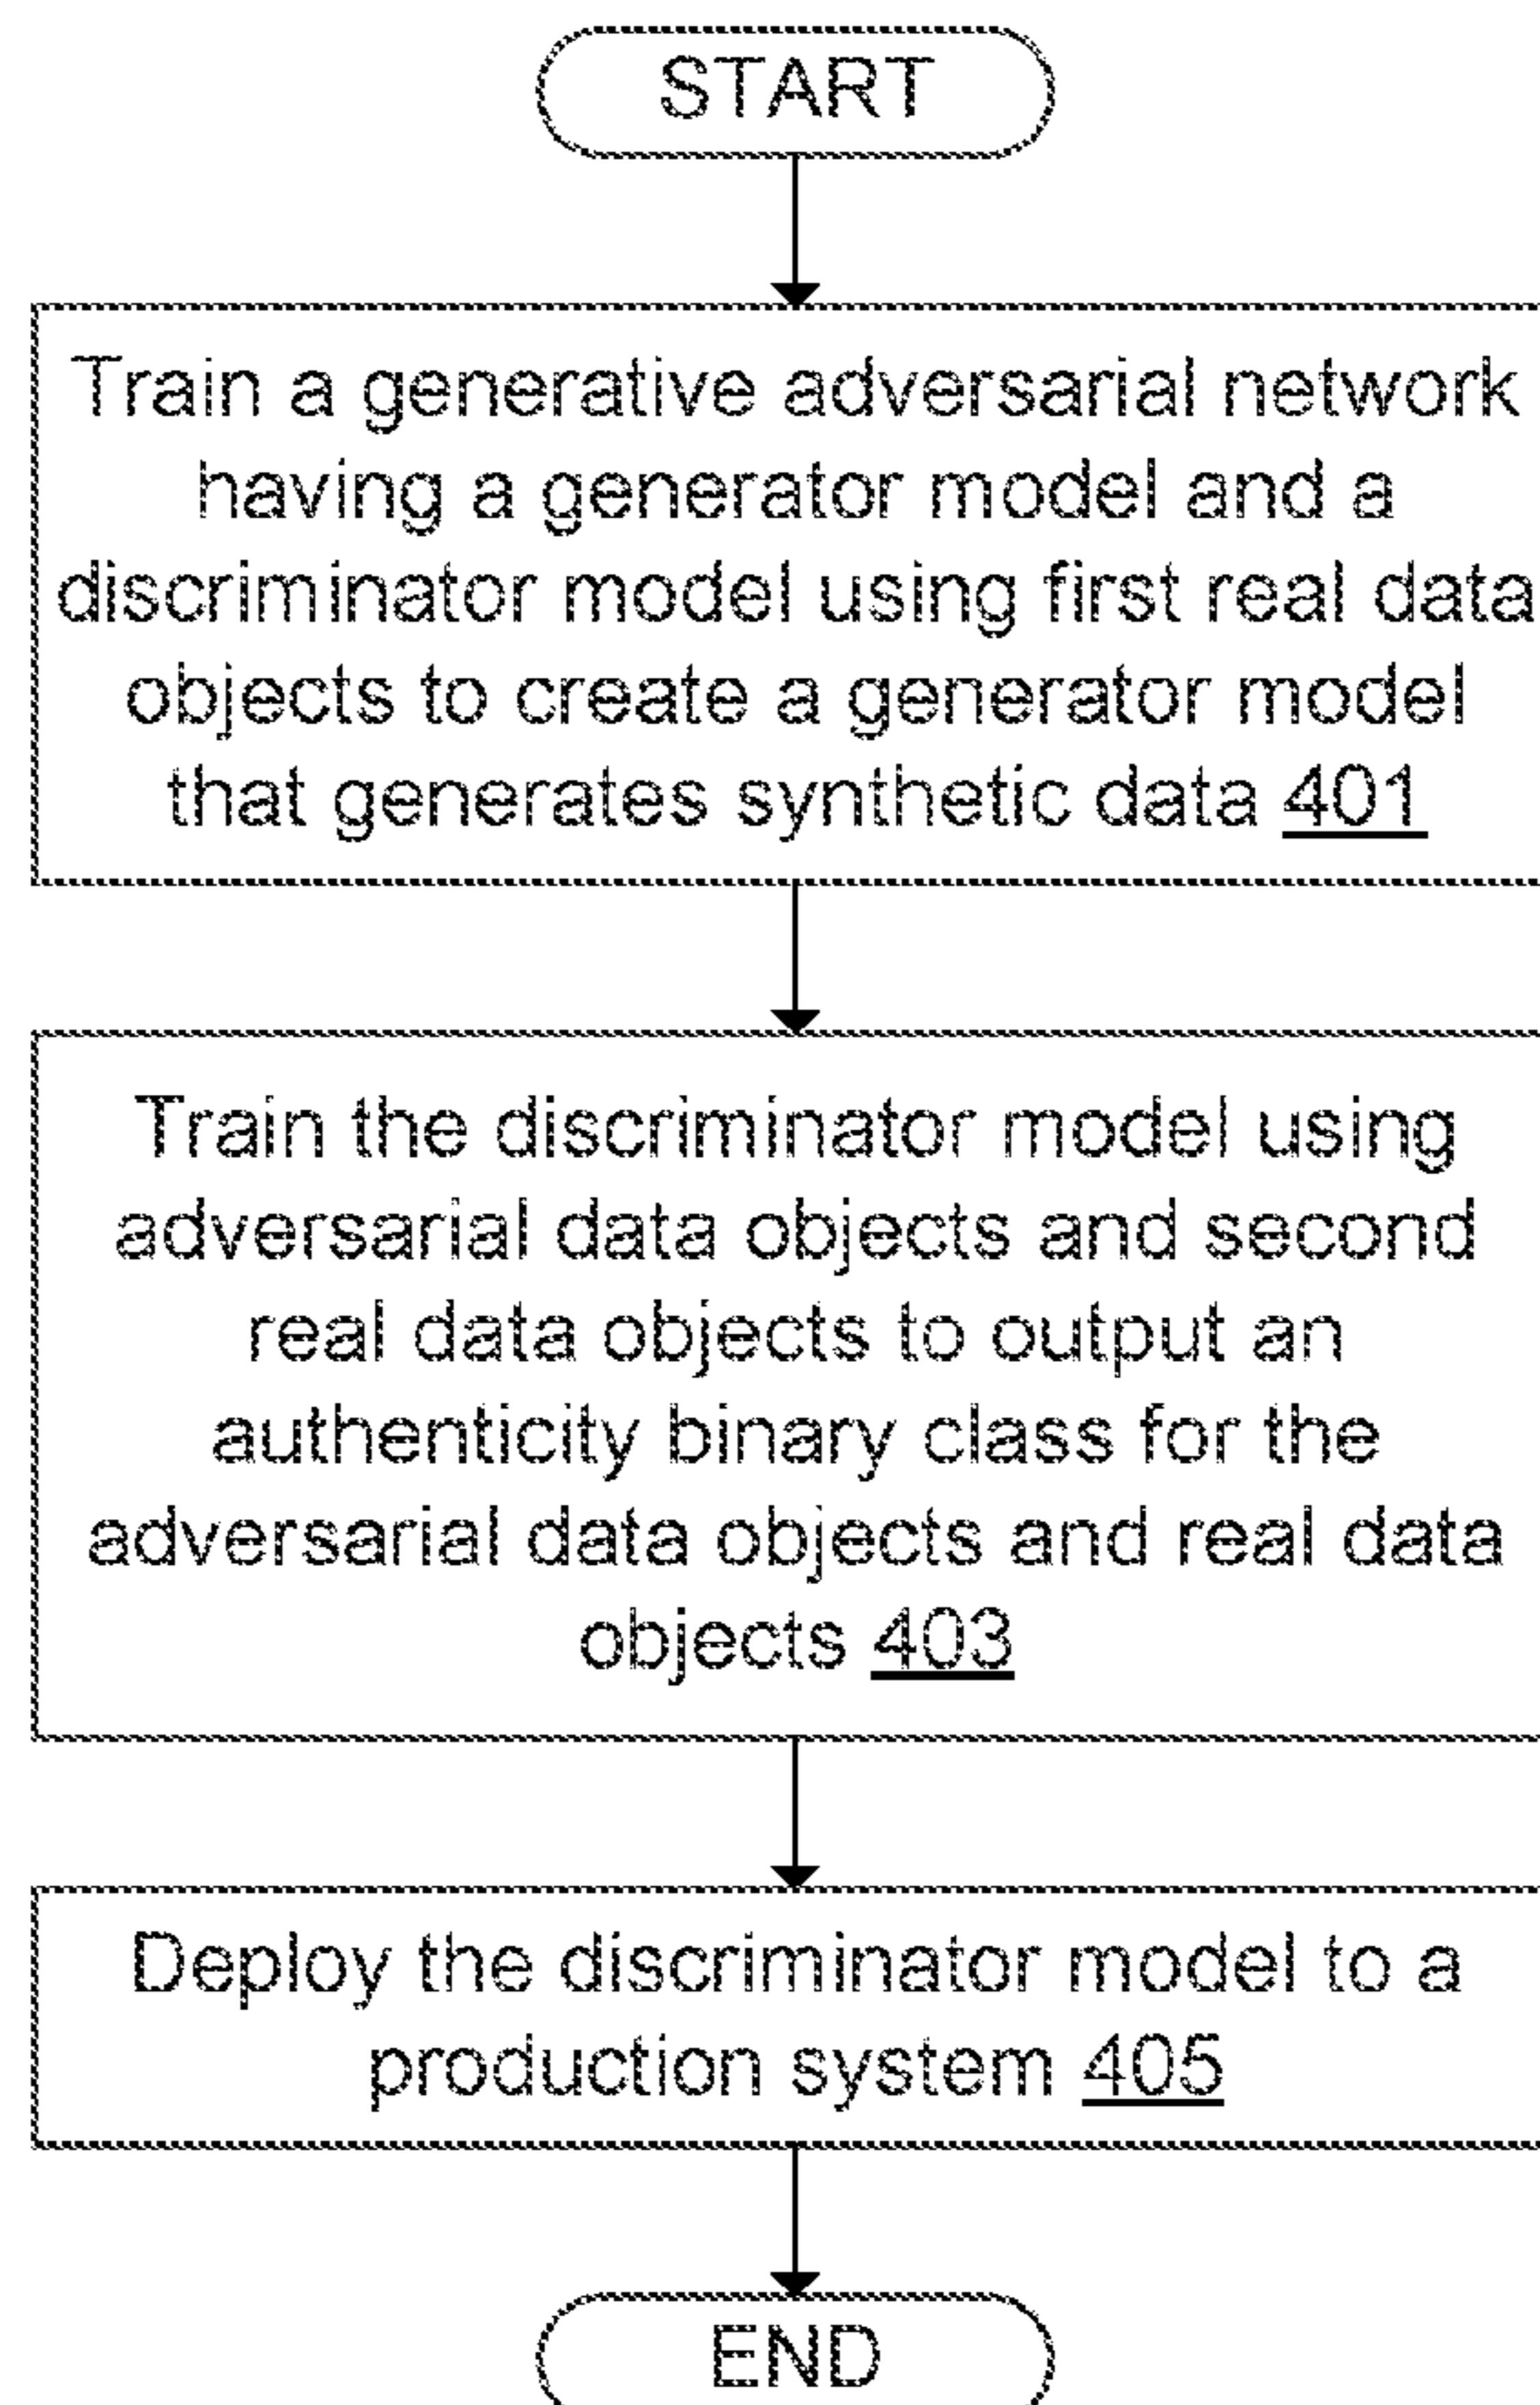 START
Train a generative adversarial network
having a generator model and a
discriminator model using first real data
objects to create a generator model
that generates synthetic data 401
Train the discriminator model using
adversarial data objects and second
real data objects to output an
authenticity binary class for the
adversarial data objects and real data
objects 403
Deploy the discriminator model to a
production system 405
END